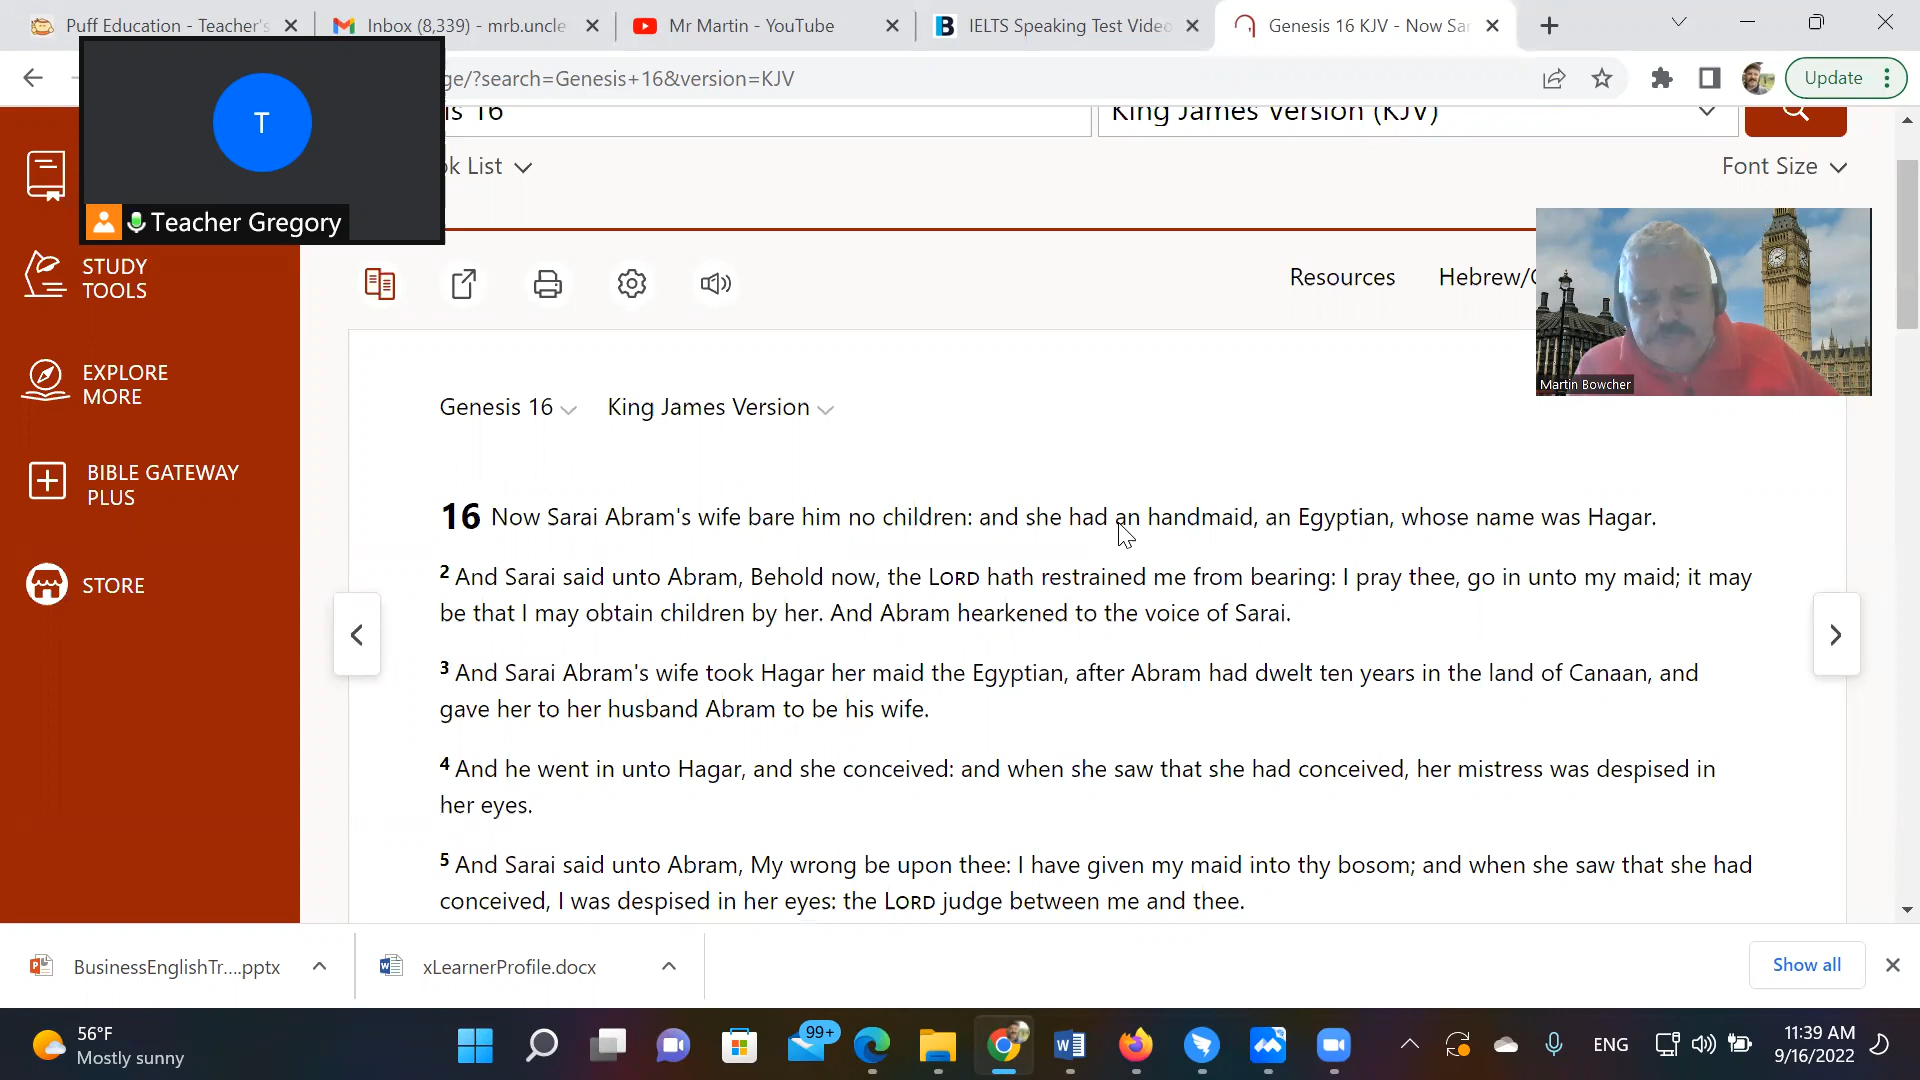 Puff Education - Teacher's
Inbox (8,339) - mrb.uncle
Mr Martin - YouTube
IELTS Speaking Test Video
Genesis 16 KJV - Now Sar
ge/?search=Genesis+16&version=KJV
Update
T
Teacher Gregory
is 16
King James Version (KJV)
ok List
Font Size
STUDY
TOOLS
Resources
Hebrew/G
EXPLORE
MORE
Martin Bowcher
Genesis 16
King James Version
BIBLE GATEWAY
PLUS
16 Now Sarai Abram's wife bare him no children: and she had an handmaid, an Egyptian, whose name was Hagar.
STORE
2 And Sarai said unto Abram, Behold now, the LORD hath restrained me from bearing: I pray thee, go in unto my maid; it may
be that I may obtain children by her. And Abram hearkened to the voice of Sarai.
3 And Sarai Abram's wife took Hagar her maid the Egyptian, after Abram had dwelt ten years in the land of Canaan, and
gave her to her husband Abram to be his wife.
4 And he went in unto Hagar, and she conceived: and when she saw that she had conceived, her mistress was despised in
her eyes.
5 And Sarai said unto Abram, My wrong be upon thee: I have given my maid into thy bosom; and when she saw that she had
conceived, I was despised in her eyes: the LORD judge between me and thee.
BusinessEnglishTr....pptx
xLearnerProfile.docx
Show all
56°F
Mostly sunny
99+
ENG
11:39 AM
9/16/2022